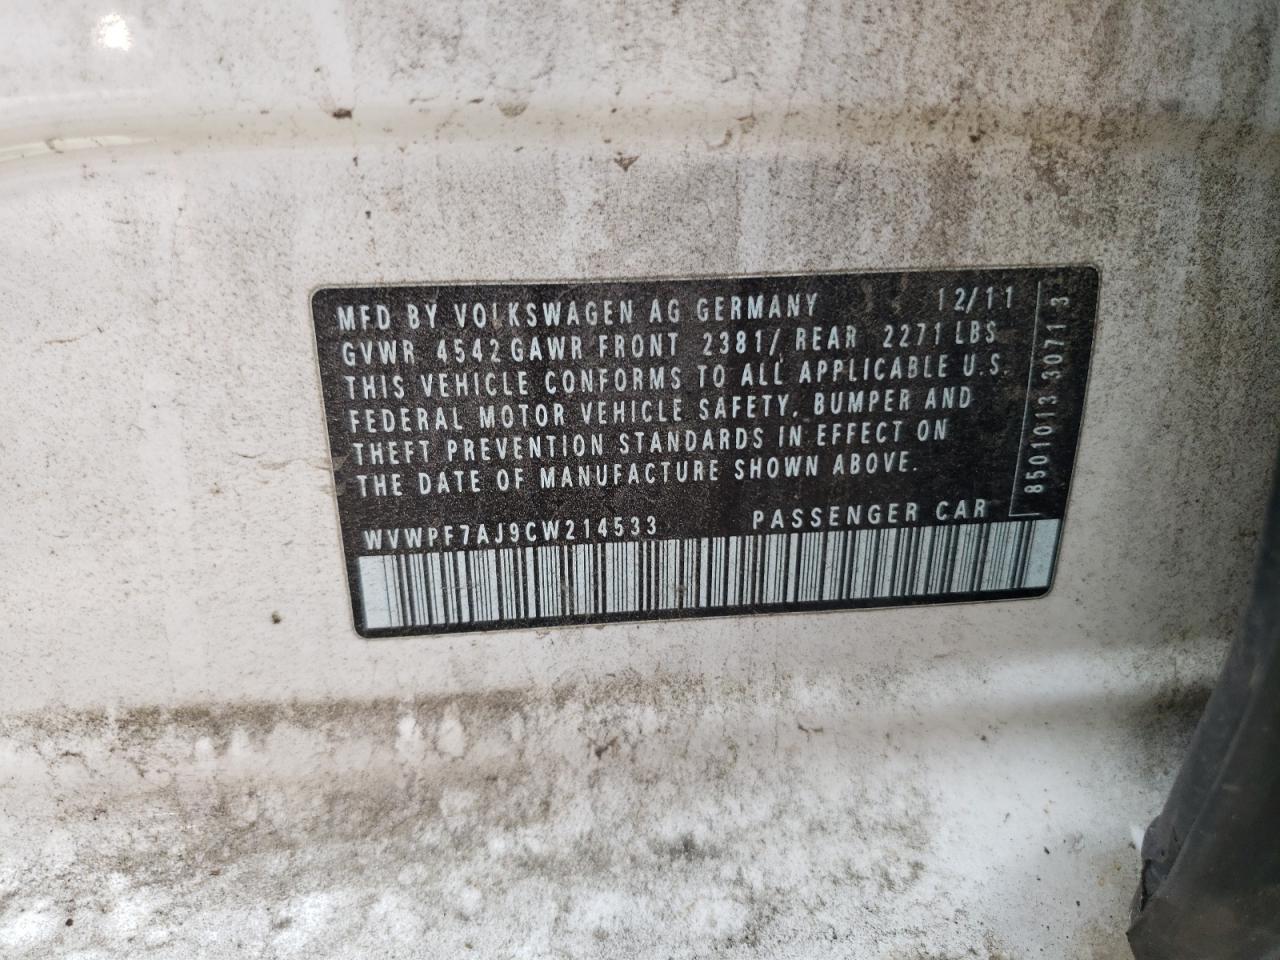 MFD BY VOLKSWAGEN AG GERMANY 12/11
GVWR 4542 GAWR FRONT 2381/ REAR 2271 LBS
THIS VEHICLE CONFORMS TO ALL APPLICABLE U.S.
FEDERAL MOTOR VEHICLE SAFETY, BUMPER AND
THEFT PREVENTION STANDARDS IN EFFECT ON
THE DATE OF MANUFACTURE SHOWN ABOVE.
WVWPF7AJ9CW214533 PASSENGER CAR
8501013 3071 3